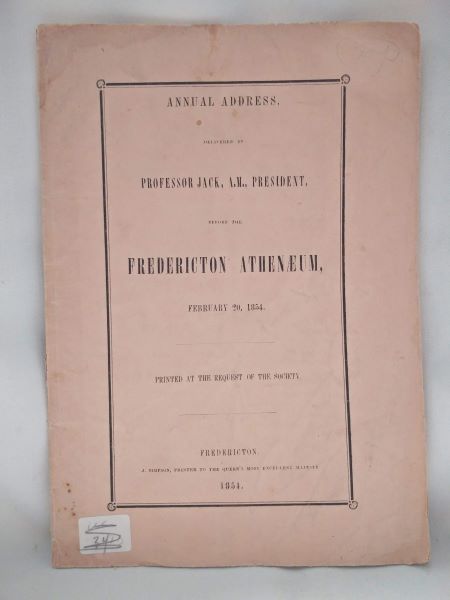 ANNUAL ADDRESS,
DELIVERED BY
PROFESSOR JACK, A.M., PRESIDENT,
BEFORE THE
FREDERICTON ATHENÆUM,
FEBRUARY 20, 1854.
PRINTED AT THE REQUEST OF THE SOCIETY.
FREDERICTON.
J. SIMPSON, PRINTER TO THE QUEEN'S MOST EXCELLENT MAJESTY
1854.